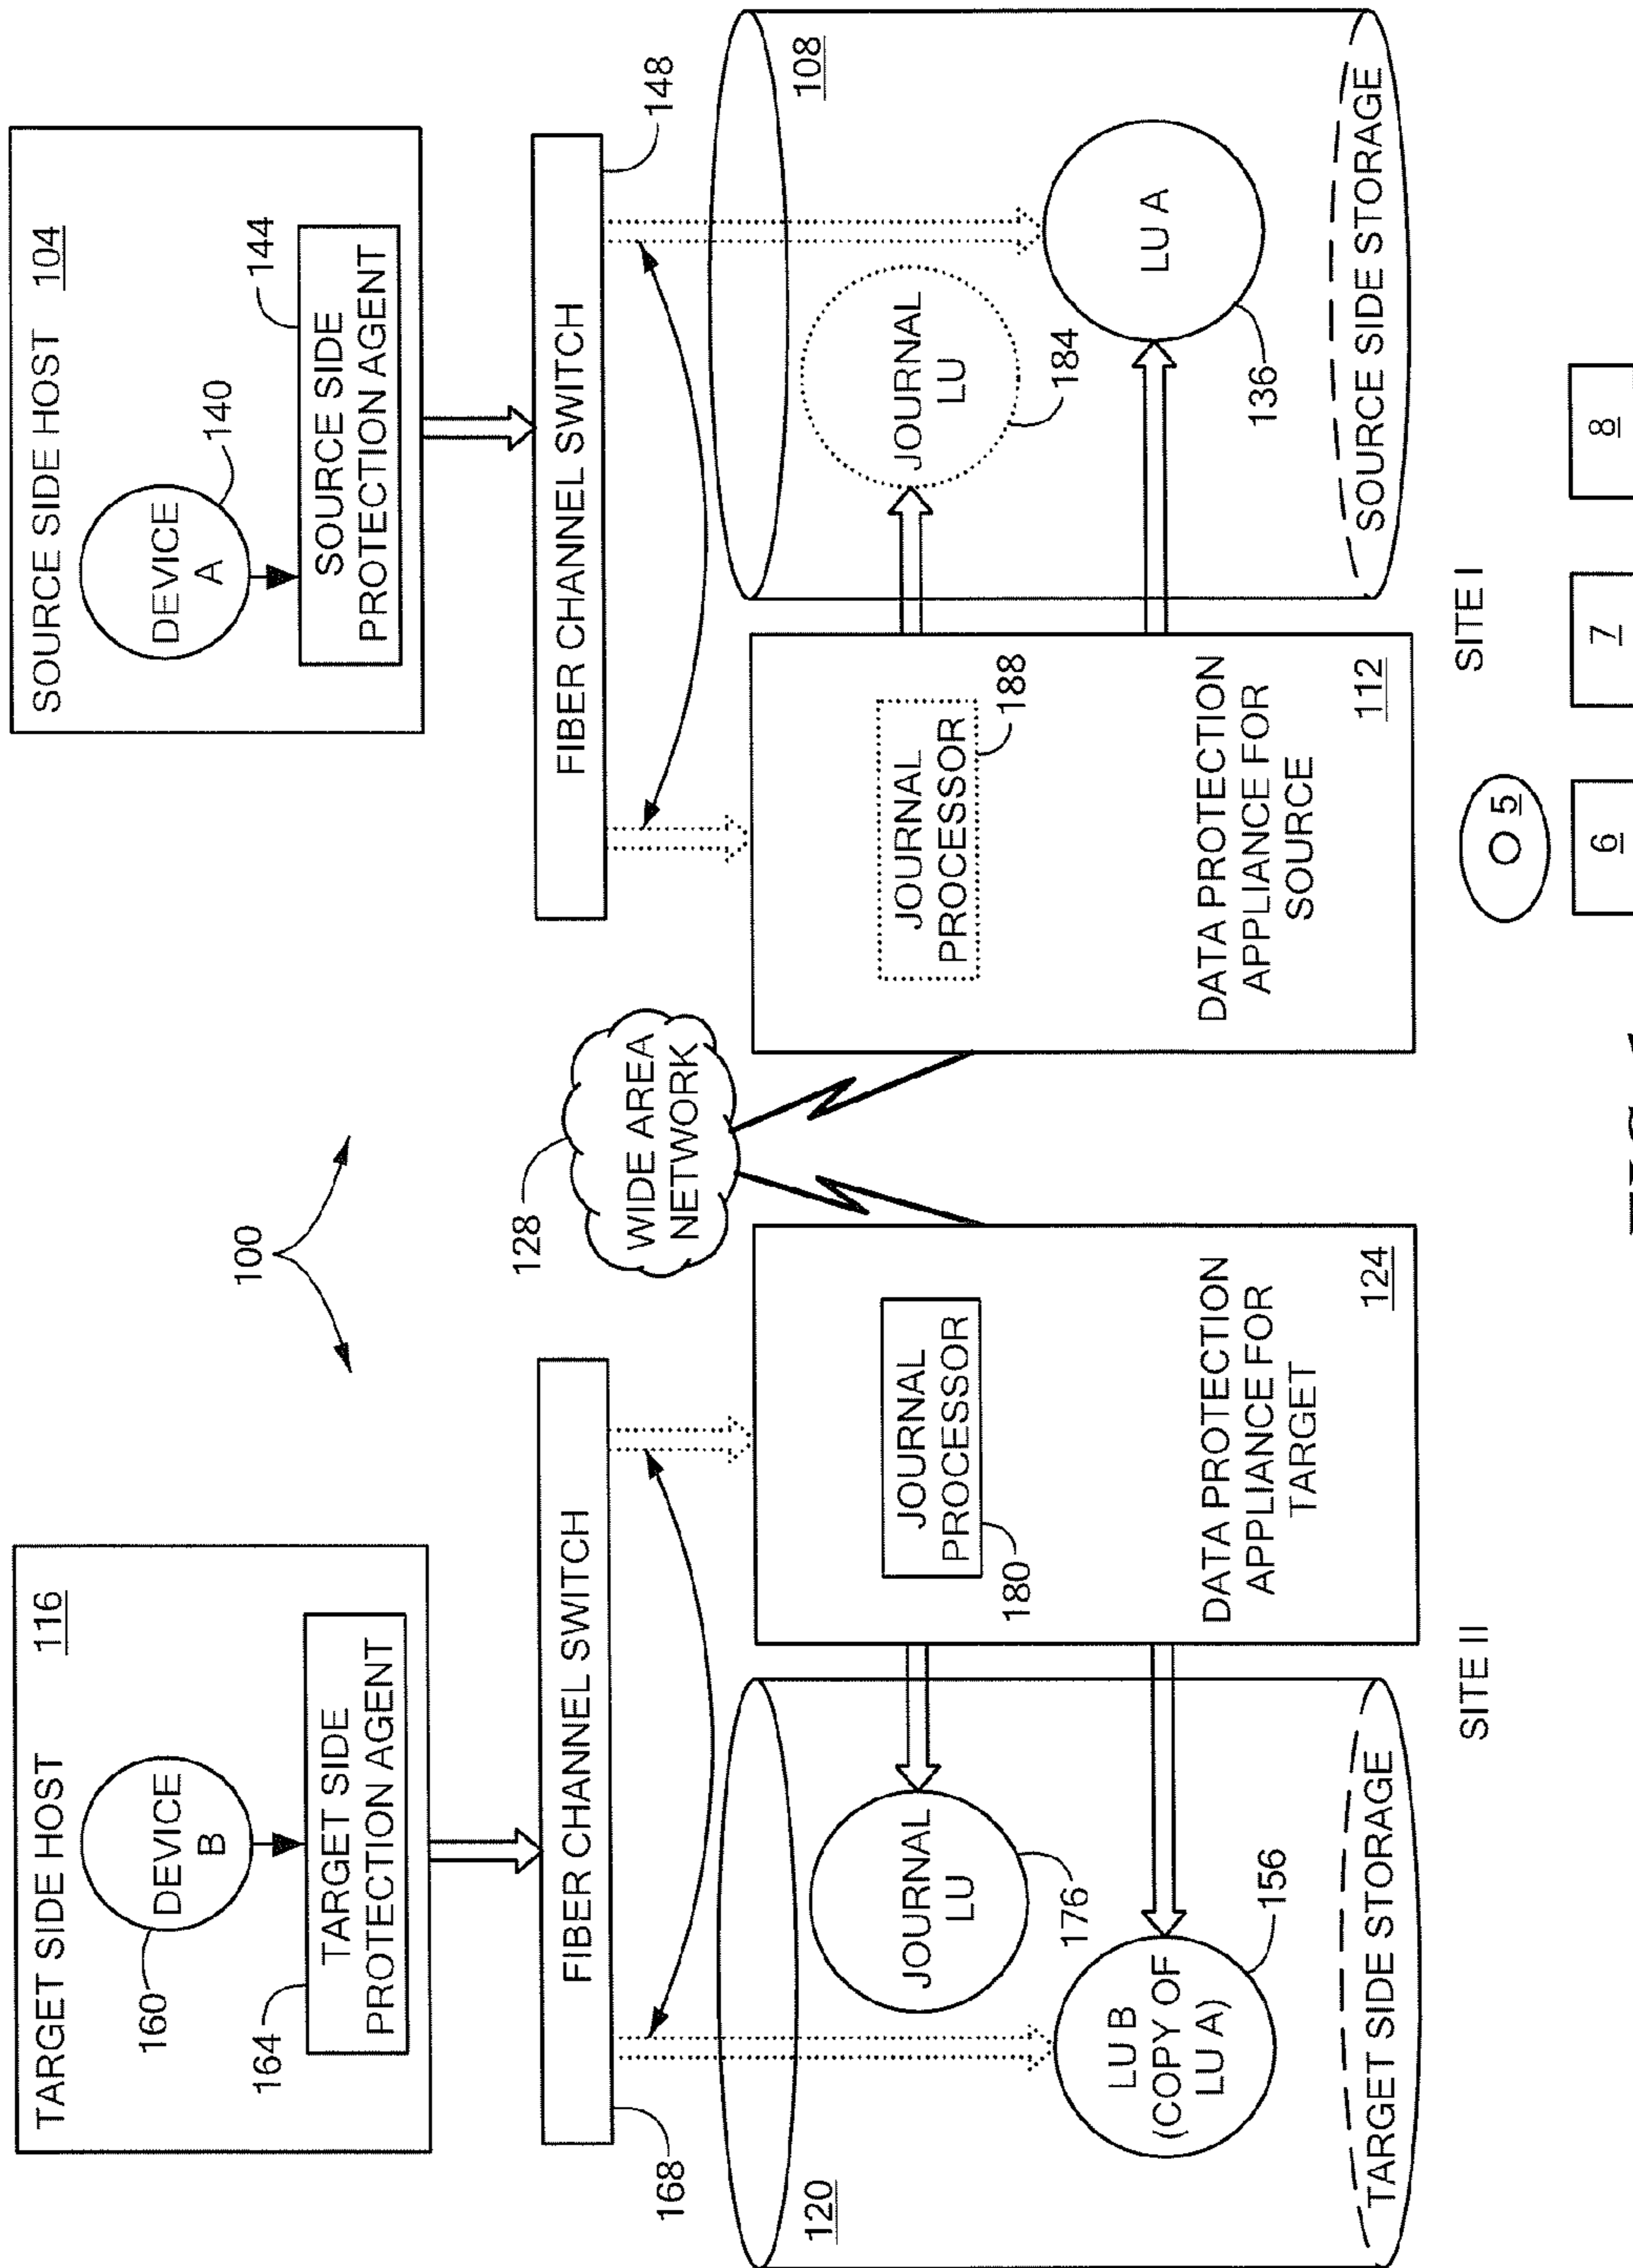 TARGET SIDE HOST 116
DEVICE
B
160
TARGET SIDE
PROTECTION AGENT
164
FIBER CHANNEL SWITCH
168
120
JOURNAL
LU
176
LU B
(COPY OF
LU A)
156
TARGET SIDE STORAGE
JOURNAL
PROCESSOR
180
DATA PROTECTION
APPLIANCE FOR
TARGET
124
SITE II
100
128
WIDE AREA
NETWORK
SOURCE SIDE HOST 104
DEVICE
A
140
144
SOURCE SIDE
PROTECTION AGENT
FIBER CHANNEL SWITCH
148
JOURNAL
PROCESSOR
188
DATA PROTECTION
APPLIANCE FOR
SOURCE
112
108
JOURNAL
LU
184
LU A
136
SOURCE SIDE STORAGE
SITE I
5
6
7
8